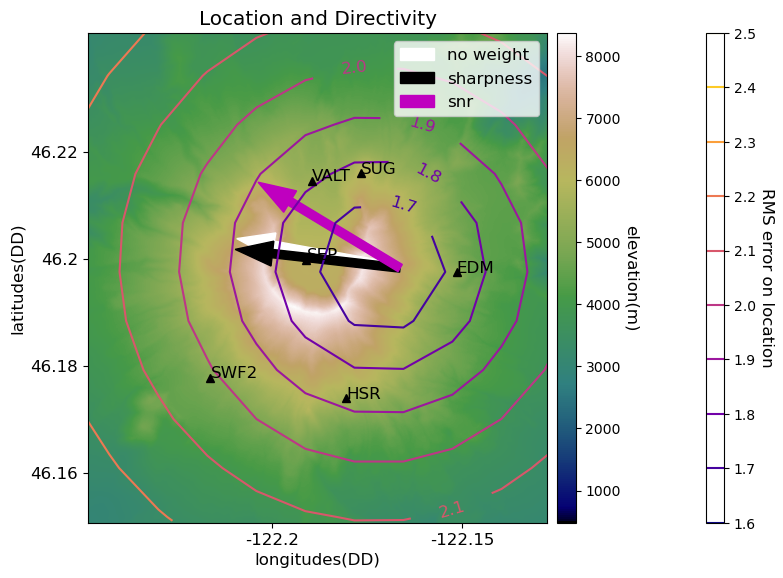 Location and Directivity
no weight
sharpness
snr
2.0
1.9
1.8
1.7
2.1
VALT
SUG
SEP
EDM
SWF2
HSR
46.22
46.2
46.18
46.16
latitudes(DD)
-122.2
-122.15
longitudes(DD)
8000
7000
6000
5000
4000
3000
2000
1000
elevation(m)
2.5
2.4
2.3
2.2
2.1
2.0
1.9
1.8
1.7
1.6
RMS error on location